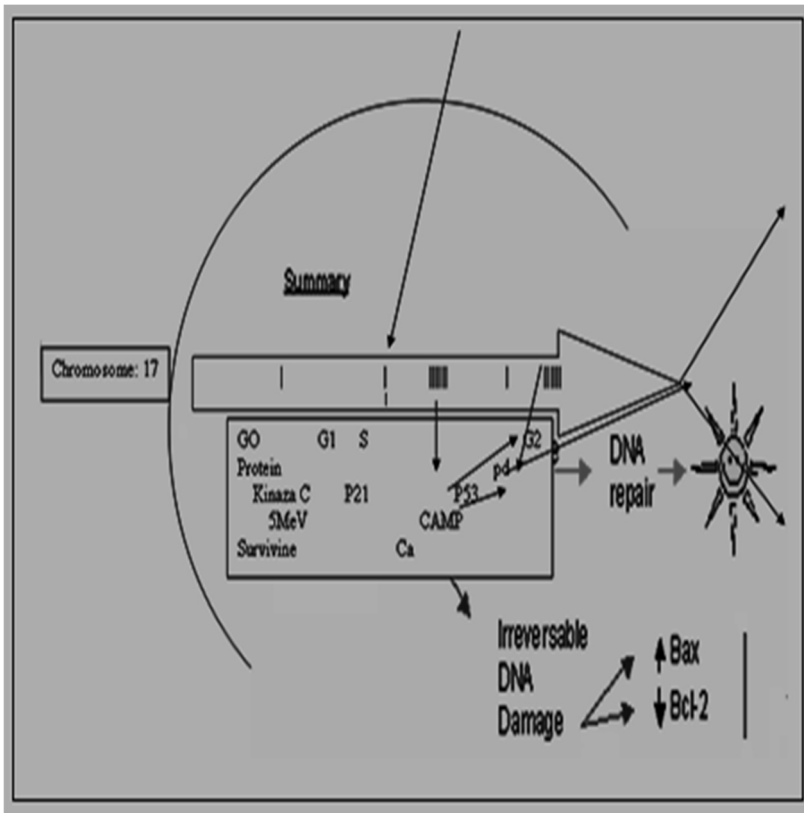 Summary
Chromosome: 17
GO G1 S G2
Protein pd
Kinaza C P21 P53
5MeV CAMP
Survivine Ca
DNA
repair
Irreversable
DNA
Damage
Bax
Bcl-2